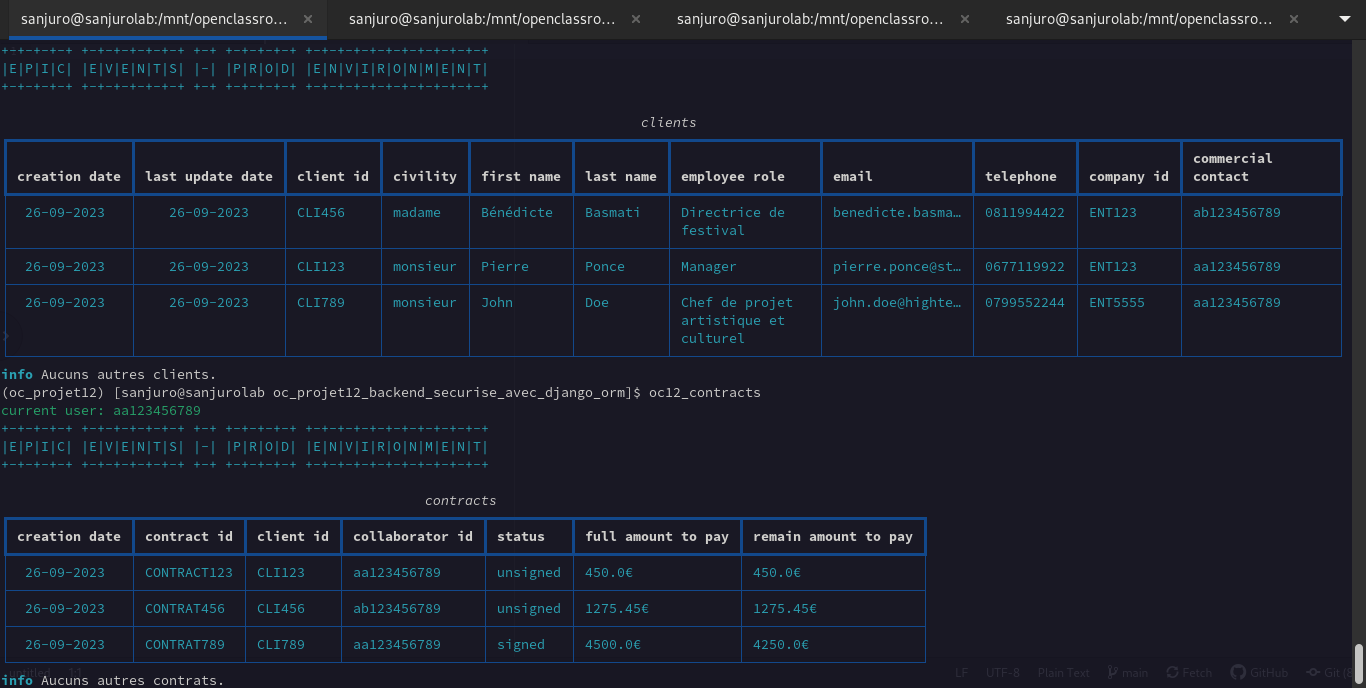 sanjuro@sanjurolab:/mnt/openclassro… × sanjuro@sanjurolab:/mnt/openclassro… × sanjuro@sanjurolab:/mnt/openclassro… × sanjuro@sanjurolab:/mnt/openclassro… ×
+-+-+-+-+ +-+-+-+-+-+-+ +-+ +-+-+-+-+ +-+-+-+-+-+-+-+-+-+-+-+
|E|P|I|C| |E|V|E|N|T|S| |-| |P|R|O|D| |E|N|V|I|R|O|N|M|E|N|T|
+-+-+-+-+ +-+-+-+-+-+-+ +-+ +-+-+-+-+ +-+-+-+-+-+-+-+-+-+-+-+
clients
creation date last update date client id civility first name last name employee role email telephone company id commercial
contact
26-09-2023 26-09-2023 CLI456 madame Bénédicte Basmati Directrice de benedicte.basma… 0811994422 ENT123 ab123456789
festival
26-09-2023 26-09-2023 CLI123 monsieur Pierre Ponce Manager pierre.ponce@st… 0677119922 ENT123 aa123456789
26-09-2023 26-09-2023 CLI789 monsieur John Doe Chef de projet john.doe@highte… 0799552244 ENT5555 aa123456789
artistique et
culturel
info Aucuns autres clients.
(oc_projet12) [sanjuro@sanjurolab oc_projet12_backend_securise_avec_django_orm]$ oc12_contracts
current user: aa123456789
+-+-+-+-+ +-+-+-+-+-+-+ +-+ +-+-+-+-+ +-+-+-+-+-+-+-+-+-+-+-+
|E|P|I|C| |E|V|E|N|T|S| |-| |P|R|O|D| |E|N|V|I|R|O|N|M|E|N|T|
+-+-+-+-+ +-+-+-+-+-+-+ +-+ +-+-+-+-+ +-+-+-+-+-+-+-+-+-+-+-+
contracts
creation date contract id client id collaborator id status full amount to pay remain amount to pay
26-09-2023 CONTRACT123 CLI123 aa123456789 unsigned 450.0€ 450.0€
26-09-2023 CONTRAT456 CLI456 ab123456789 unsigned 1275.45€ 1275.45€
26-09-2023 CONTRAT789 CLI789 aa123456789 signed 4500.0€ 4250.0€
untitled 1:1 LF UTF-8 Plain Text main Fetch GitHub Git (8
info Aucuns autres contrats.